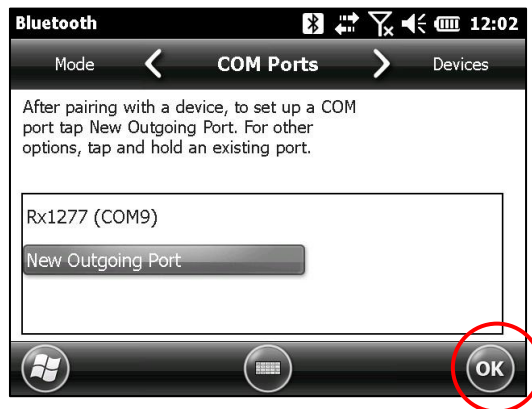 Bluetooth 12:02
Mode COM Ports Devices
After pairing with a device, to set up a COM
port tap New Outgoing Port. For other
options, tap and hold an existing port.
Rx1277 (COM9)
New Outgoing Port
OK